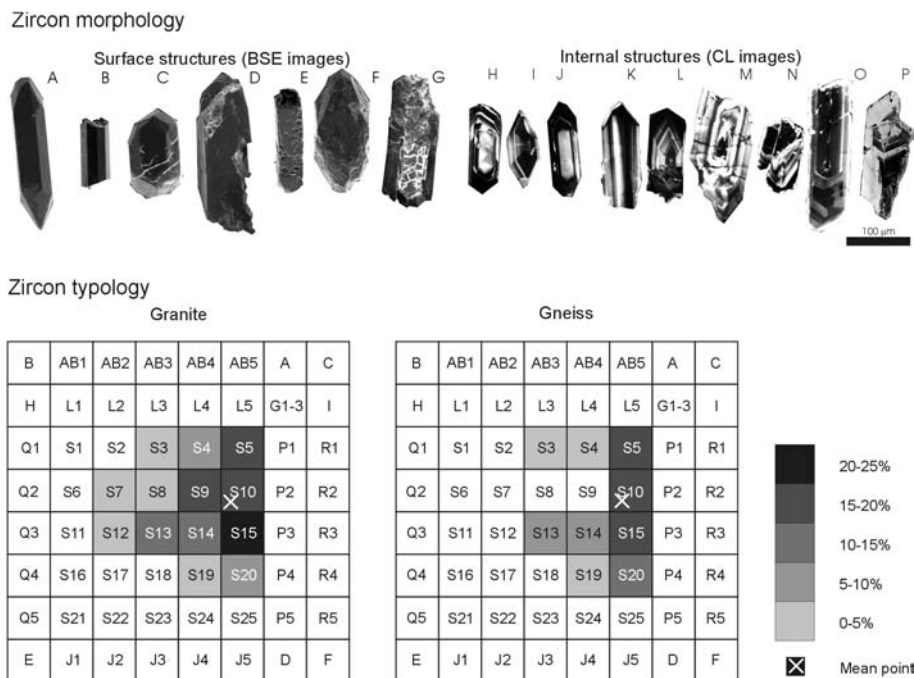 Zircon morphology
Surface structures (BSE images)
Internal structures (CL images)
A B C D E F G H I J K L M N O P
100 µm
Zircon typology
Granite
B AB1 AB2 AB3 AB4 AB5 A C
H L1 L2 L3 L4 L5 G1-3 I
Q1 S1 S2 S3 S4 S5 P1 R1
Q2 S6 S7 S8 S9 S10 P2 R2
Q3 S11 S12 S13 S14 S15 P3 R3
Q4 S16 S17 S18 S19 S20 P4 R4
Q5 S21 S22 S23 S24 S25 P5 R5
E J1 J2 J3 J4 J5 D F
Gneiss
B AB1 AB2 AB3 AB4 AB5 A C
H L1 L2 L3 L4 L5 G1-3 I
Q1 S1 S2 S3 S4 S5 P1 R1
Q2 S6 S7 S8 S9 S10 P2 R2
Q3 S11 S12 S13 S14 S15 P3 R3
Q4 S16 S17 S18 S19 S20 P4 R4
Q5 S21 S22 S23 S24 S25 P5 R5
E J1 J2 J3 J4 J5 D F
20-25%
15-20%
10-15%
5-10%
0-5%
Mean point